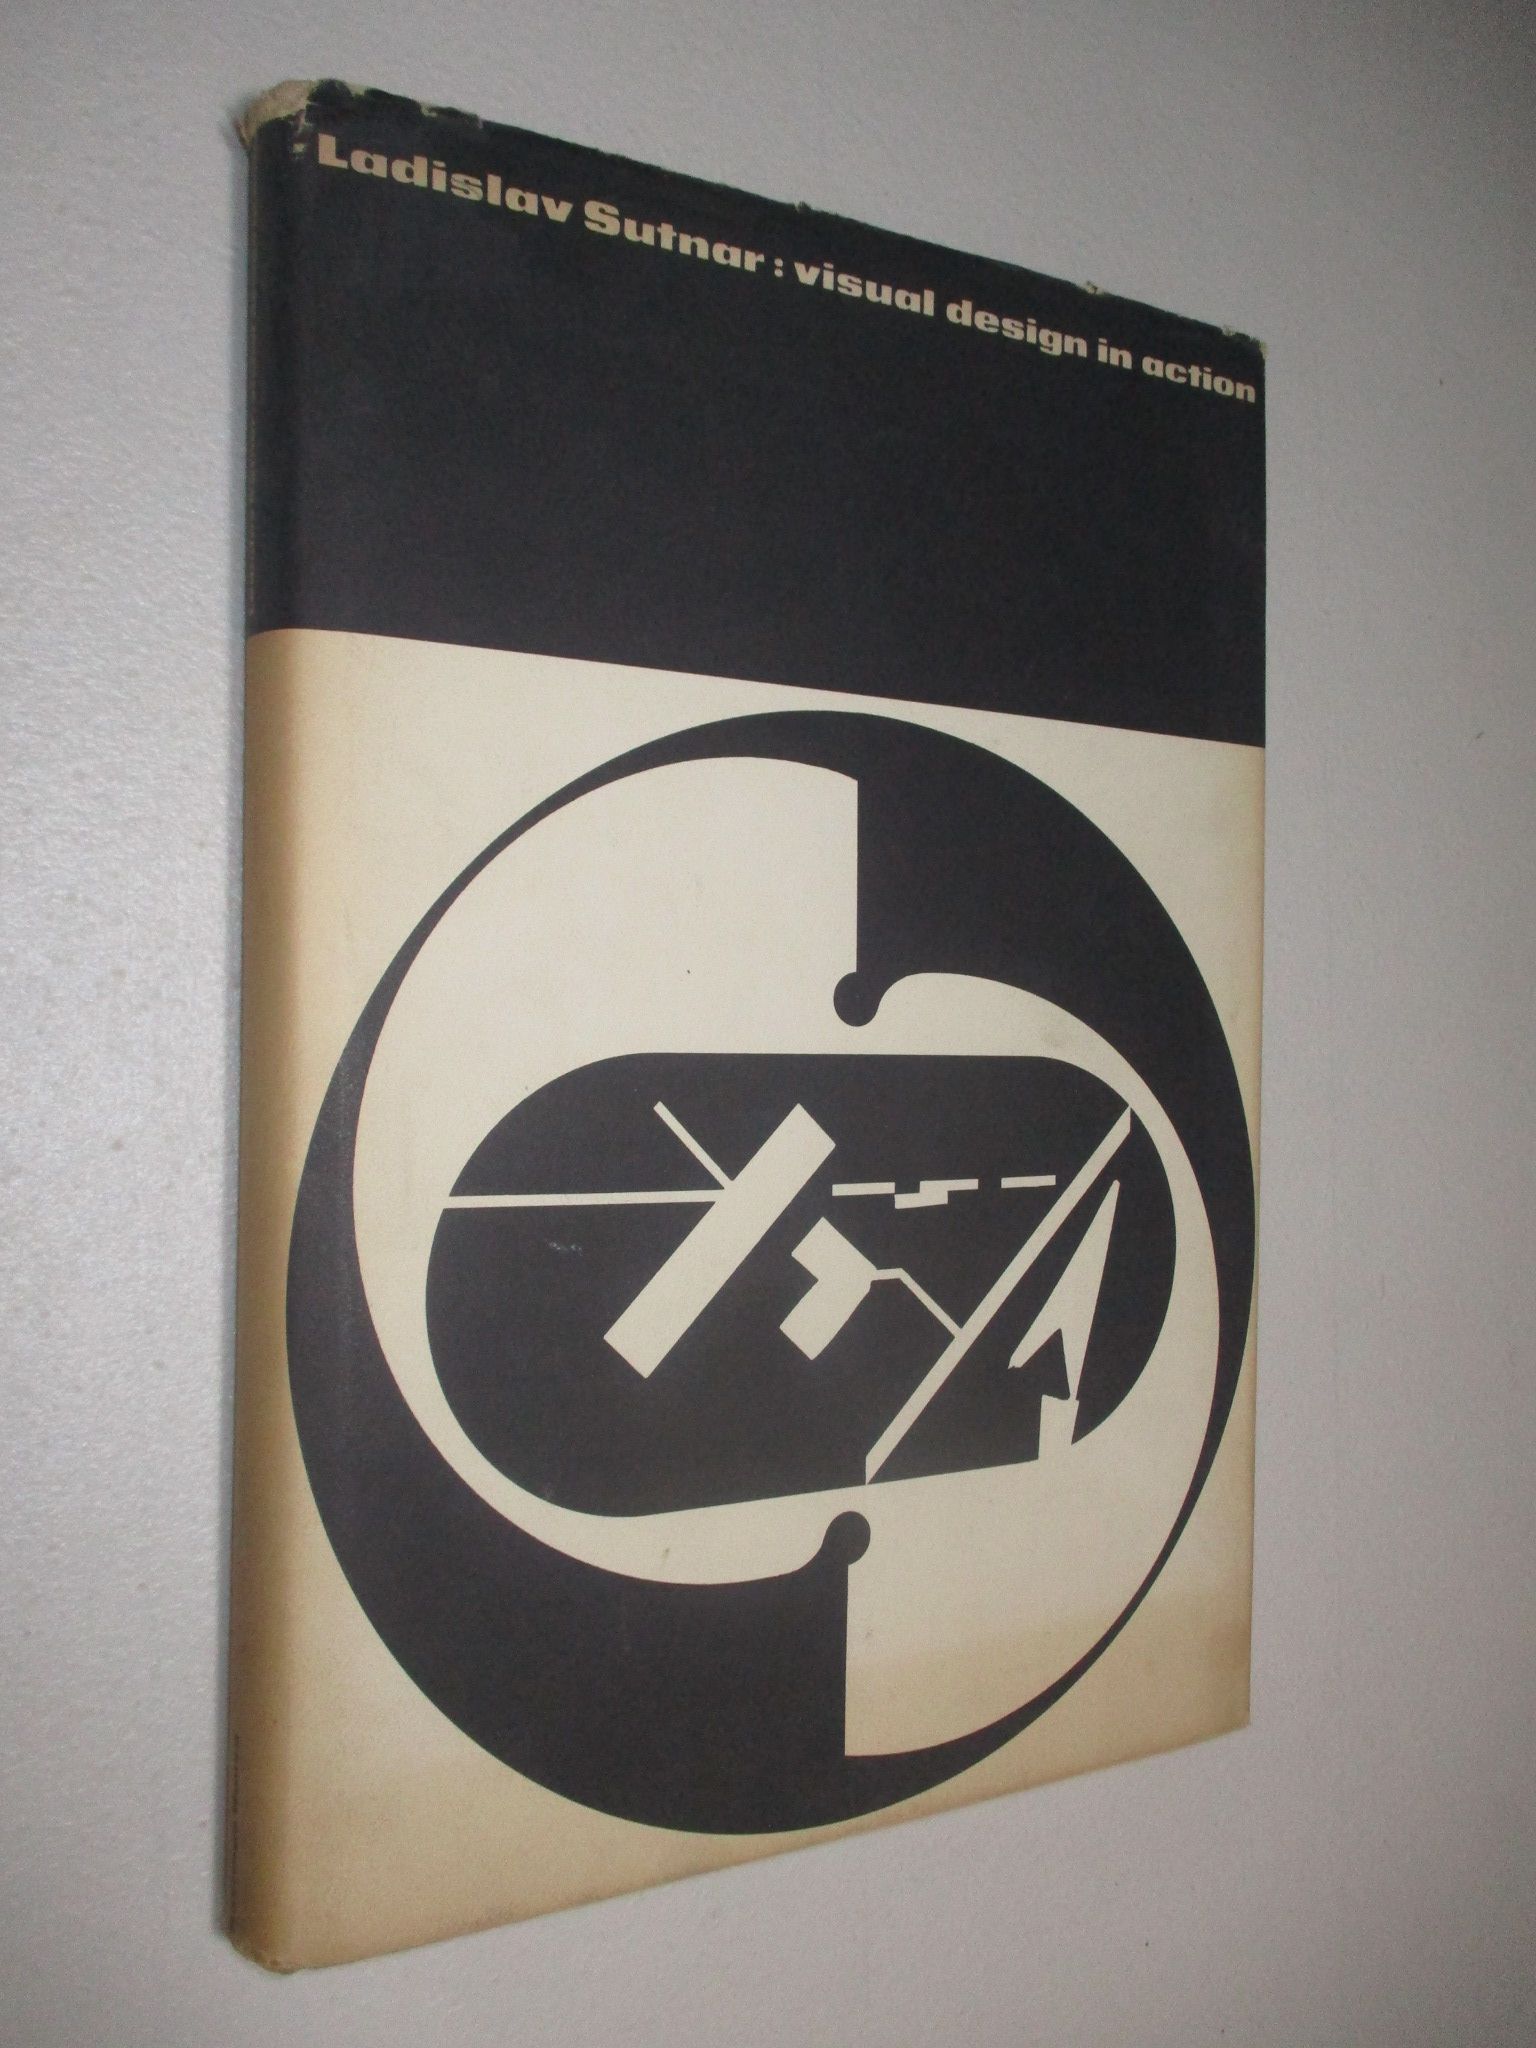 Ladislav Sutnar : visual design in action